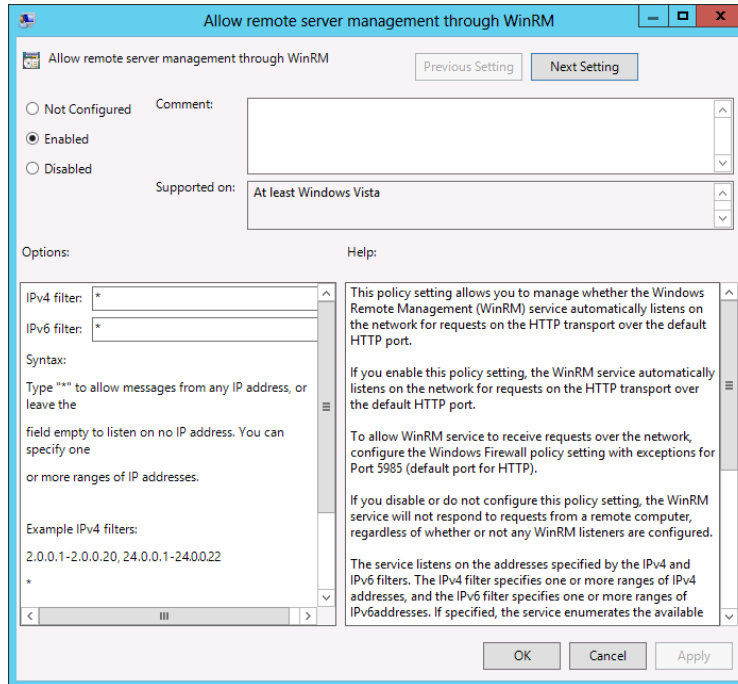 Allow remote server management through WinRM
Allow remote server management through WinRM
Previous Setting
Next Setting
Not Configured
Enabled
Disabled
Comment:
Supported on:
At least Windows Vista
Options:
IPv4 filter: *
IPv6 filter: *
Syntax:
Type "*" to allow messages from any IP address, or
leave the
field empty to listen on no IP address. You can
specify one
or more ranges of IP addresses.
Example IPv4 filters:
2.0.0.1-2.0.0.20, 24.0.0.1-24.0.0.22
*
Help:
This policy setting allows you to manage whether the Windows
Remote Management (WinRM) service automatically listens on
the network for requests on the HTTP transport over the default
HTTP port.
If you enable this policy setting, the WinRM service automatically
listens on the network for requests on the HTTP transport over
the default HTTP port.
To allow WinRM service to receive requests over the network,
configure the Windows Firewall policy setting with exceptions for
Port 5985 (default port for HTTP).
If you disable or do not configure this policy setting, the WinRM
service will not respond to requests from a remote computer,
regardless of whether or not any WinRM listeners are configured.
The service listens on the addresses specified by the IPv4 and
IPv6 filters. The IPv4 filter specifies one or more ranges of IPv4
addresses, and the IPv6 filter specifies one or more ranges of
IPv6addresses. If specified, the service enumerates the available
OK
Cancel
Apply